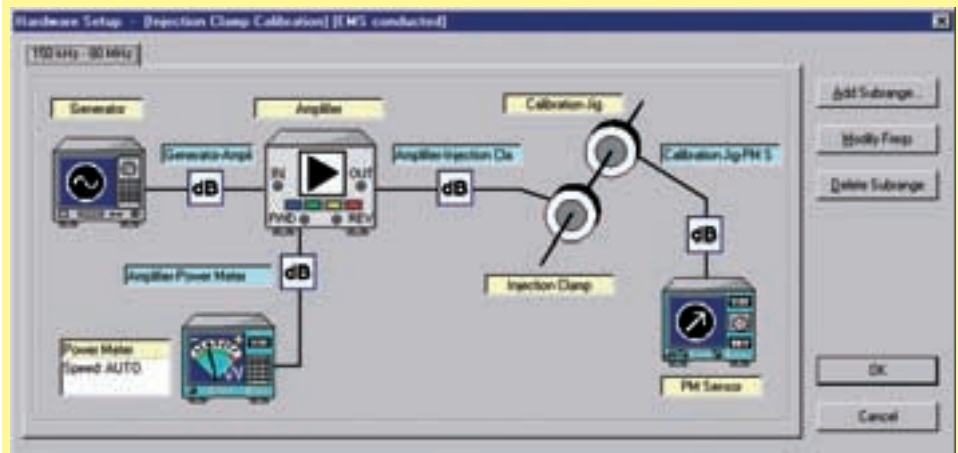 Hardware Setup - [Injection Clamp Calibration] [EMS conducted]
150 kHz - 80 MHz
Generator
Amplifier
Calibration Jig
Add Subrange...
Generator-Ampli
Amplifier-Injection Cla
Calibration Jig-PM S
Modify Freqs
Delete Subrange
dB
IN
OUT
dB
FWD
REV
dB
dB
Amplifier-Power Meter
Injection Clamp
Power Meter
Speed: AUTO
PM Sensor
OK
Cancel